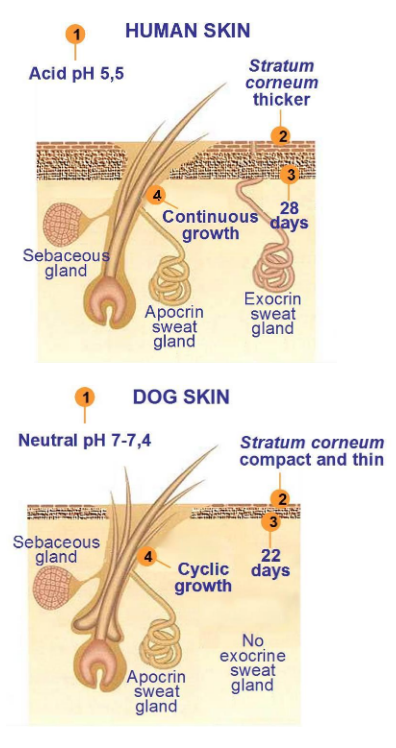 1
HUMAN SKIN
Acid pH 5,5
Stratum
corneum
thicker
2
3
4
Continuous
growth
28
days
Sebaceous
gland
Apocrin
sweat
gland
Exocrin
sweat
gland
1
DOG SKIN
Neutral pH 7-7,4
Stratum corneum
compact and thin
2
3
Sebaceous
gland
4
Cyclic
growth
22
days
Apocrin
sweat
gland
No
exocrine
sweat
gland